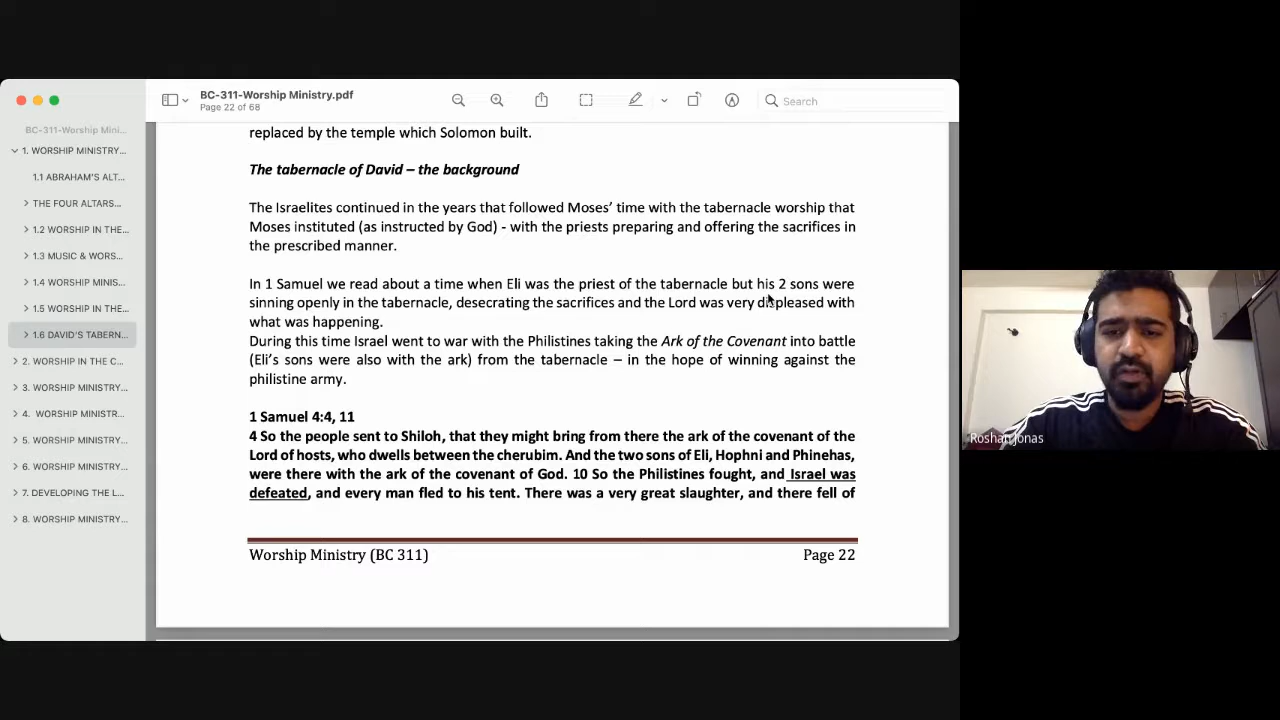 BC-311-Worship Ministry.pdf
Page 22 of 68
Search
BC-311-Worship Mini...
1. WORSHIP MINISTRY...
1.1 ABRAHAM'S ALT...
THE FOUR ALTARS...
1.2 WORSHIP IN THE...
1.3 MUSIC & WORS...
1.4 WORSHIP MINIS...
1.5 WORSHIP IN THE...
1.6 DAVID'S TABERN...
2. WORSHIP IN THE C...
3. WORSHIP MINISTRY...
4. WORSHIP MINISTR...
5. WORSHIP MINISTRY...
6. WORSHIP MINISTRY...
7. DEVELOPING THE L...
8. WORSHIP MINISTRY...
replaced by the temple which Solomon built.
The tabernacle of David – the background
The Israelites continued in the years that followed Moses' time with the tabernacle worship that
Moses instituted (as instructed by God) - with the priests preparing and offering the sacrifices in
the prescribed manner.
In 1 Samuel we read about a time when Eli was the priest of the tabernacle but his 2 sons were
sinning openly in the tabernacle, desecrating the sacrifices and the Lord was very displeased with
what was happening.
During this time Israel went to war with the Philistines taking the Ark of the Covenant into battle
(Eli's sons were also with the ark) from the tabernacle – in the hope of winning against the
philistine army.
1 Samuel 4:4, 11
4 So the people sent to Shiloh, that they might bring from there the ark of the covenant of the
Lord of hosts, who dwells between the cherubim. And the two sons of Eli, Hophni and Phinehas,
were there with the ark of the covenant of God. 10 So the Philistines fought, and Israel was
defeated, and every man fled to his tent. There was a very great slaughter, and there fell of
Worship Ministry (BC 311)
Page 22
Roshan Jonas